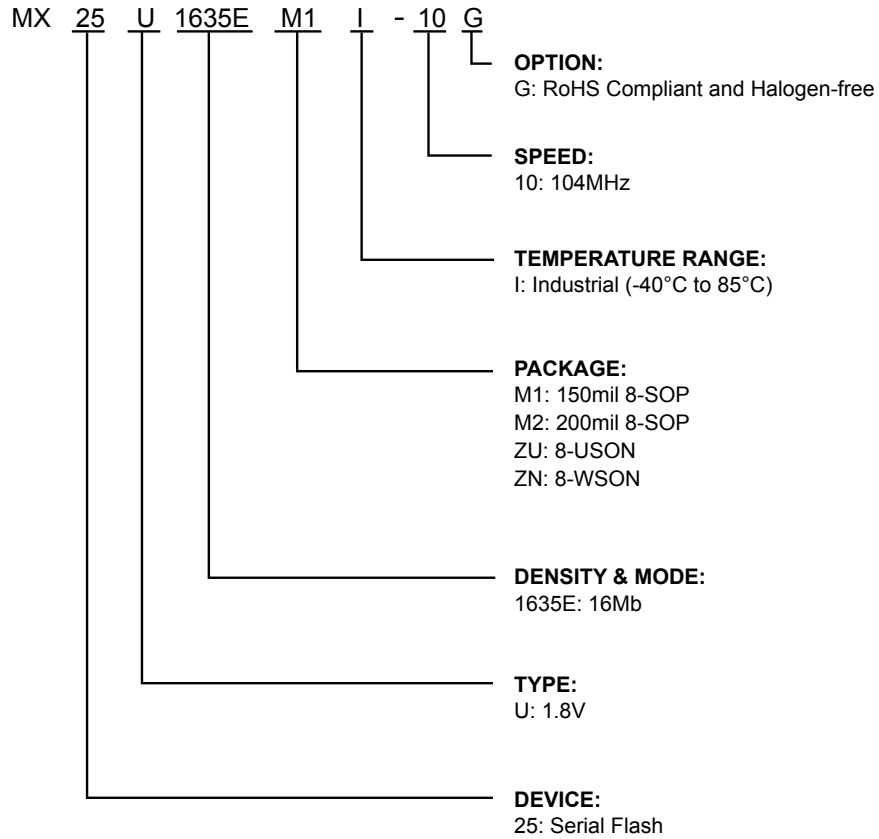 MX 25 U 1635E M1 I - 10 G
OPTION:
G: RoHS Compliant and Halogen-free
SPEED:
10: 104MHz
TEMPERATURE RANGE:
I: Industrial (-40°C to 85°C)
PACKAGE:
M1: 150mil 8-SOP
M2: 200mil 8-SOP
ZU: 8-USON
ZN: 8-WSON
DENSITY & MODE:
1635E: 16Mb
TYPE:
U: 1.8V
DEVICE:
25: Serial Flash